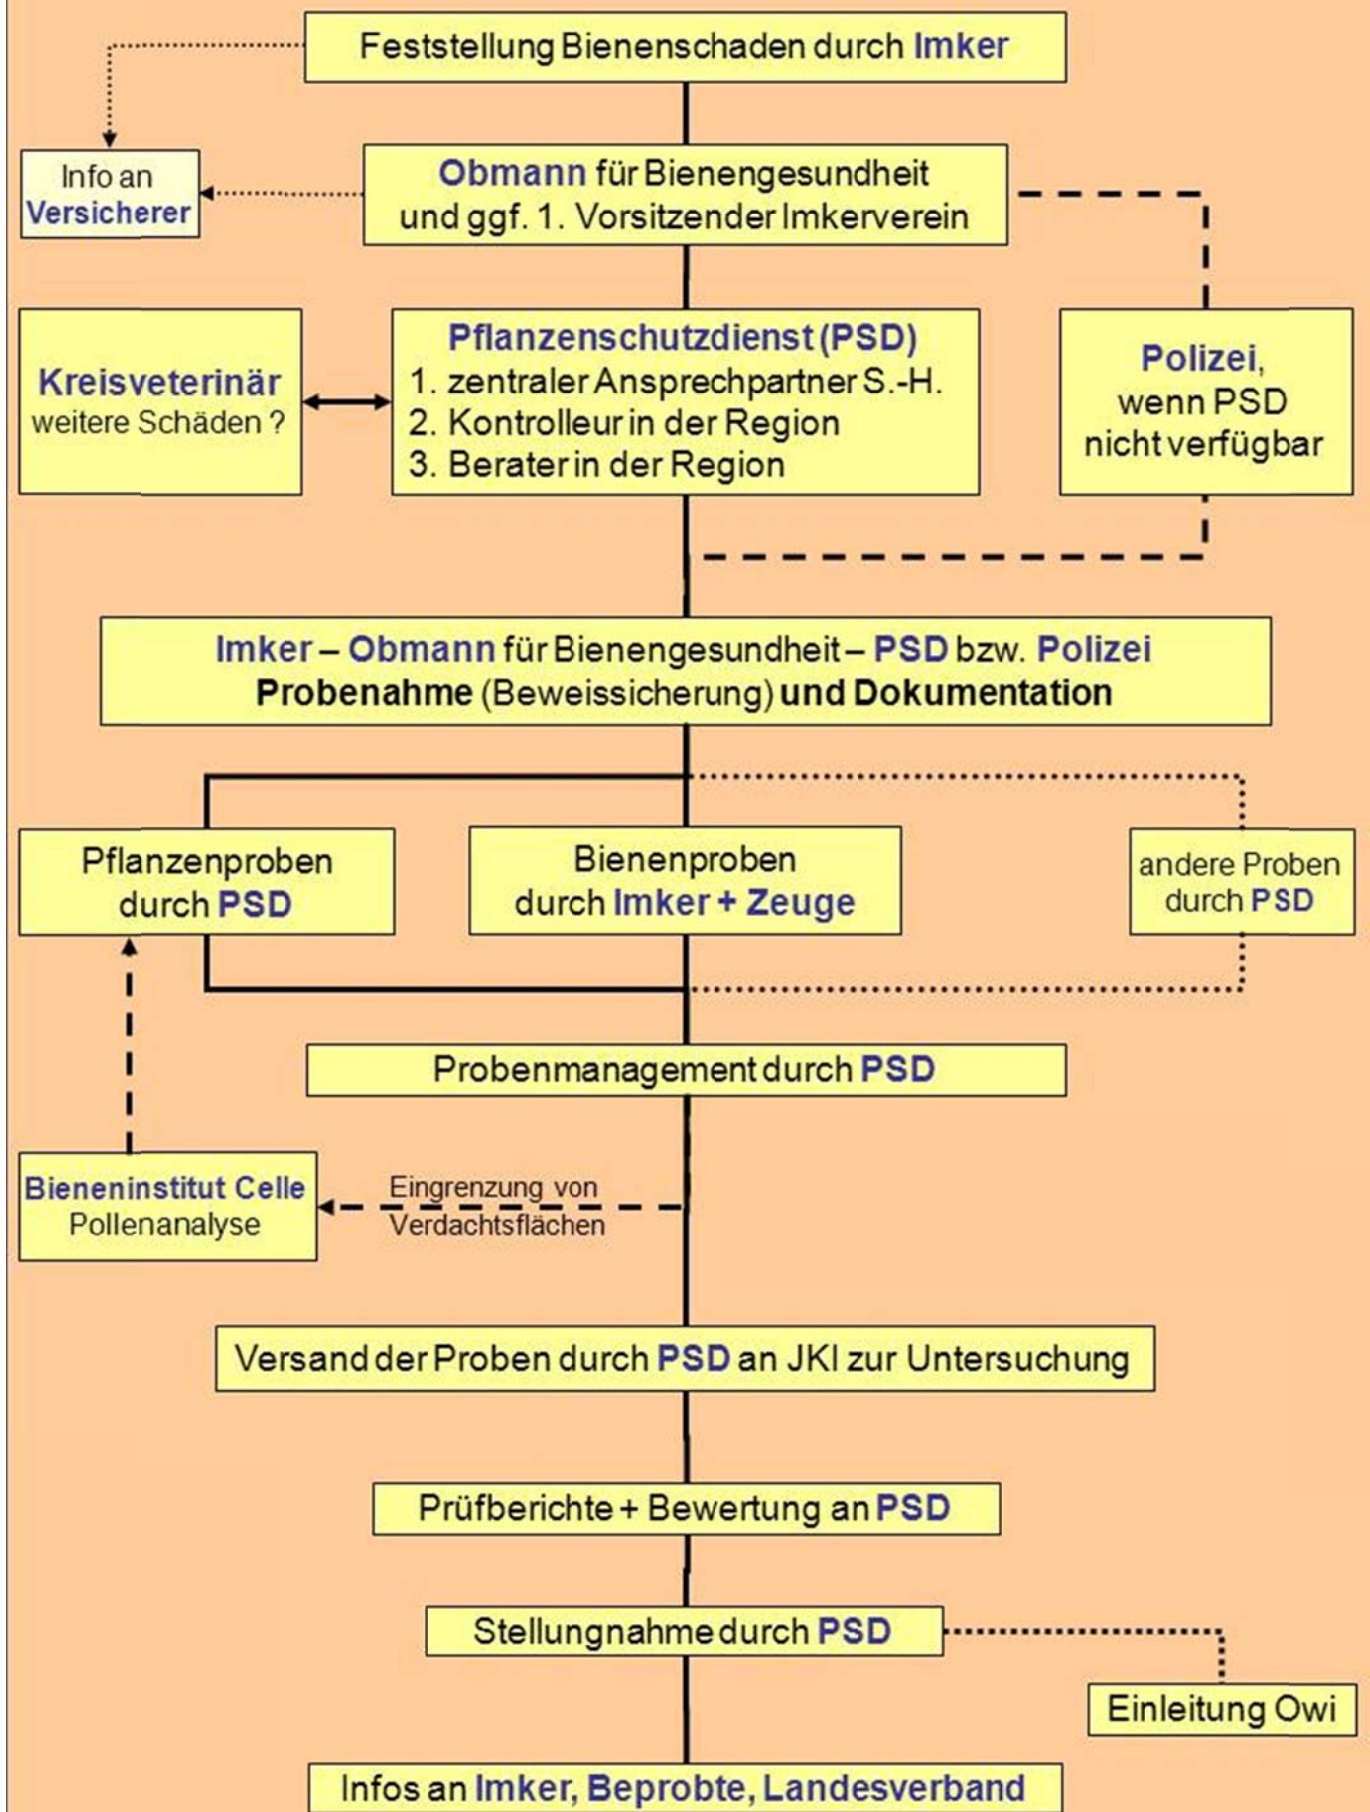 Feststellung Bienenschaden durch Imker
Info an
Versicherer
Obmann für Bienengesundheit
und ggf. 1. Vorsitzender Imkerverein
Kreisveterinär
weitere Schäden ?
Pflanzenschutzdienst (PSD)
1. zentraler Ansprechpartner S.-H.
2. Kontrolleur in der Region
3. Berater in der Region
Polizei,
wenn PSD
nicht verfügbar
Imker – Obmann für Bienengesundheit – PSD bzw. Polizei
Probenahme (Beweissicherung) und Dokumentation
Pflanzenproben
durch PSD
Bienenproben
durch Imker + Zeuge
andere Proben
durch PSD
Probenmanagement durch PSD
Bieneninstitut Celle
Pollenanalyse
Eingrenzung von
Verdachtsflächen
Versand der Proben durch PSD an JKI zur Untersuchung
Prüfberichte + Bewertung an PSD
Stellungnahme durch PSD
Einleitung Owi
Infos an Imker, Beprobte, Landesverband